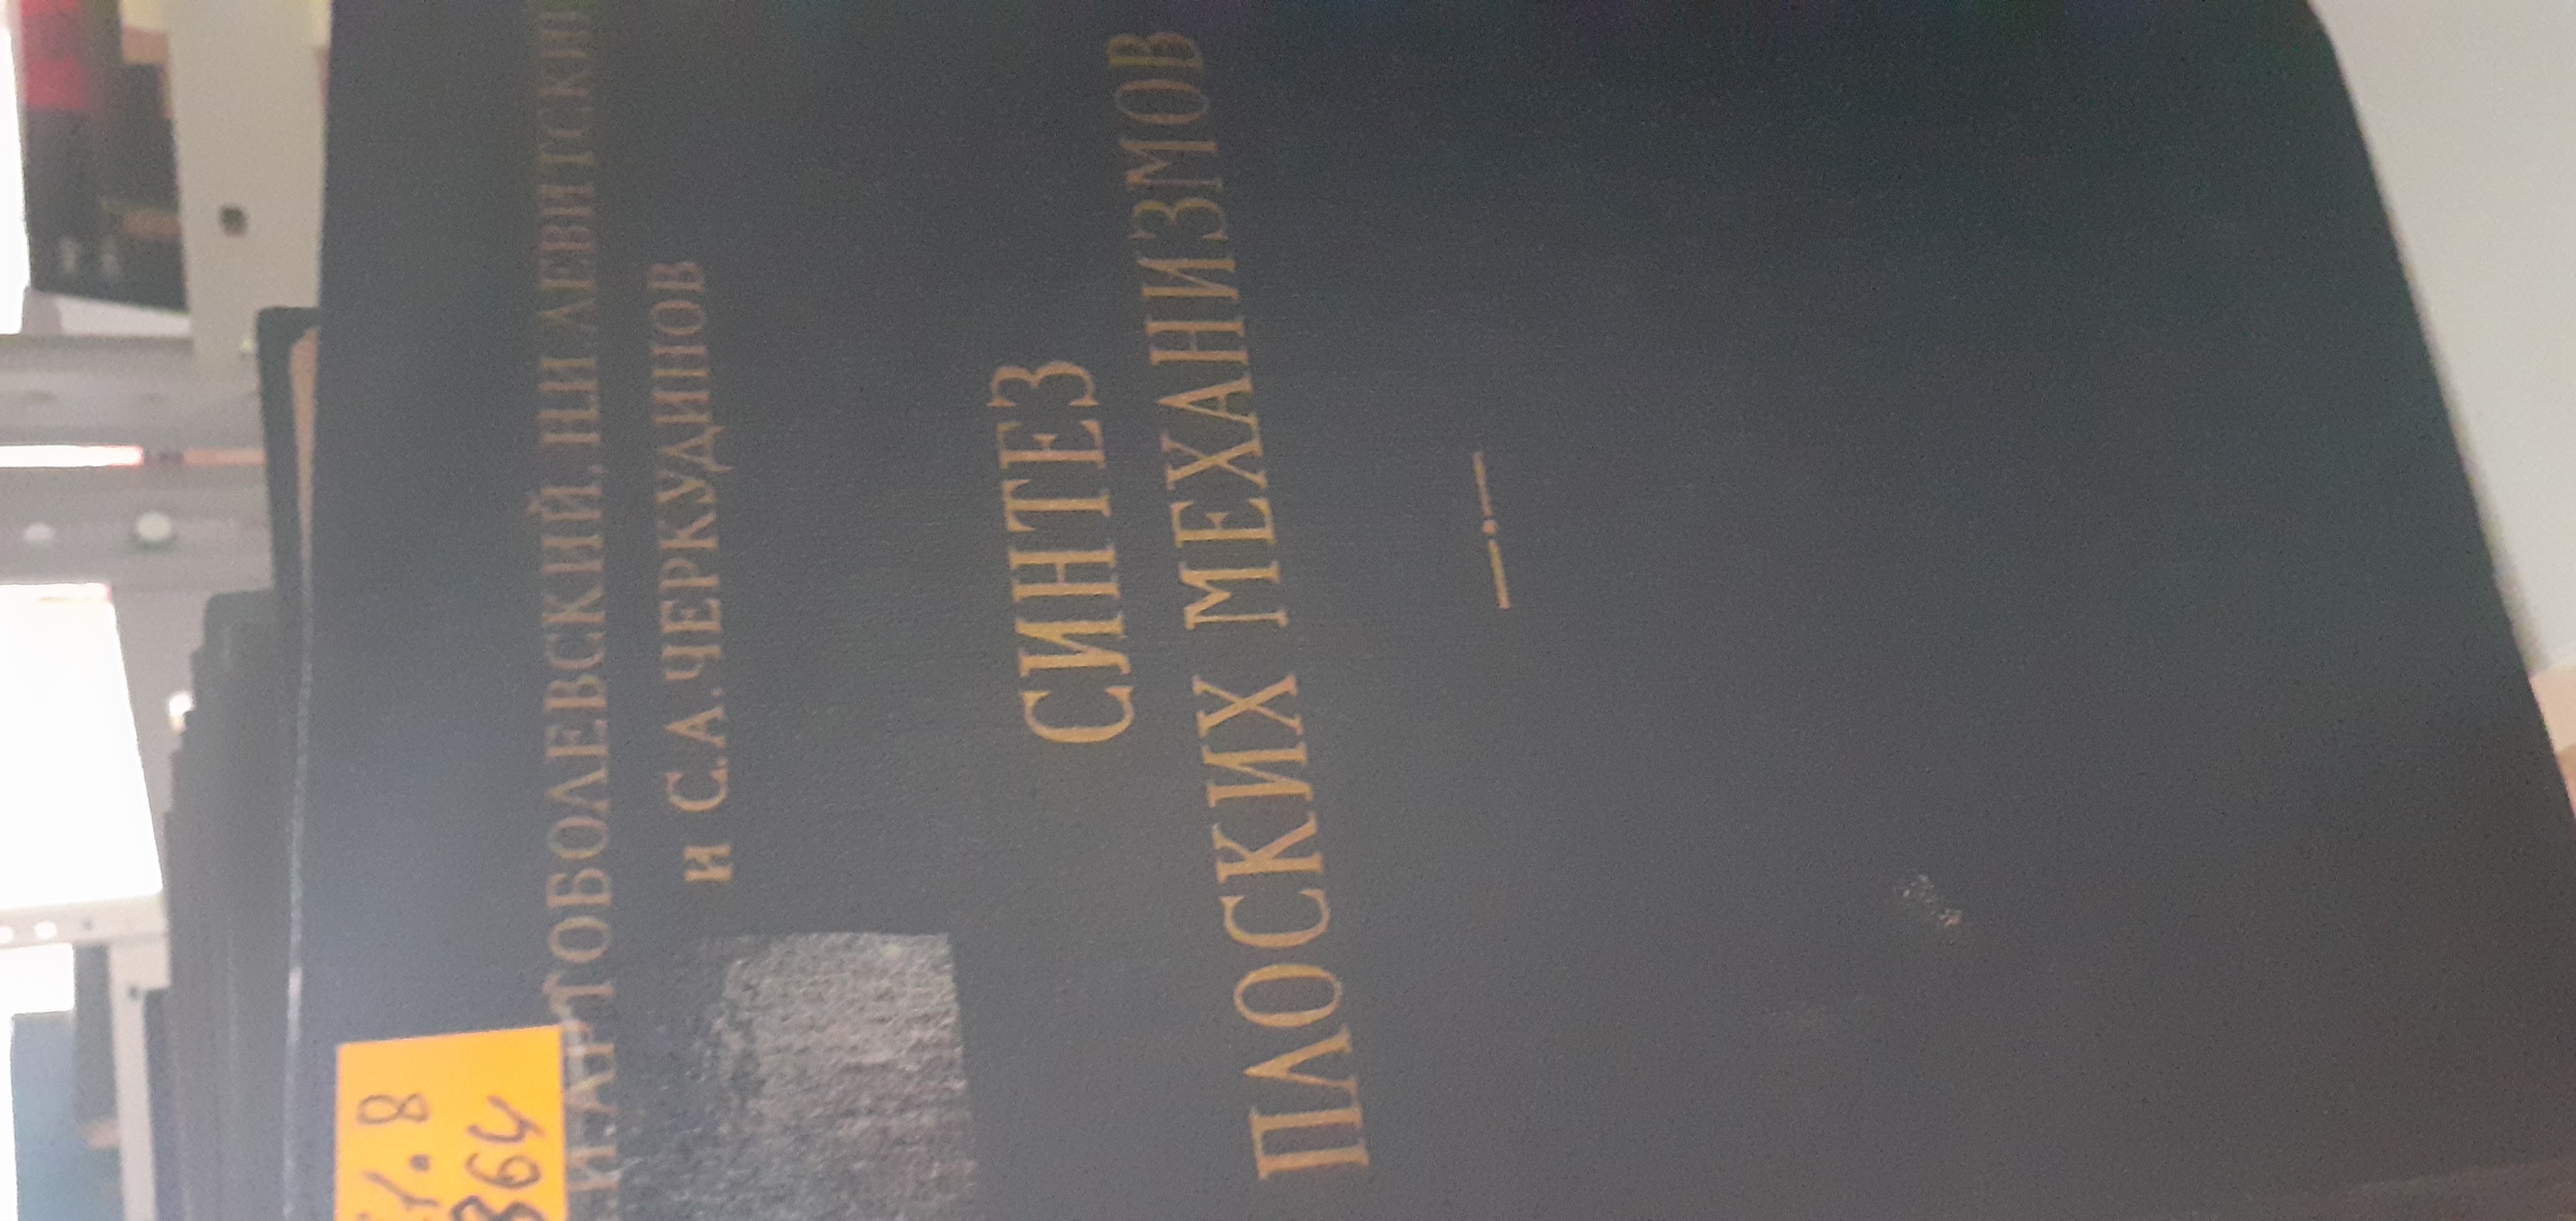 И.И.АРТОБОЛЕВСКИЙ, Н.И.ЛЕВИТСКИЙ
и С.А.ЧЕРКУДИНОВ
СИНТЕЗ
ПЛОСКИХ МЕХАНИЗМОВ